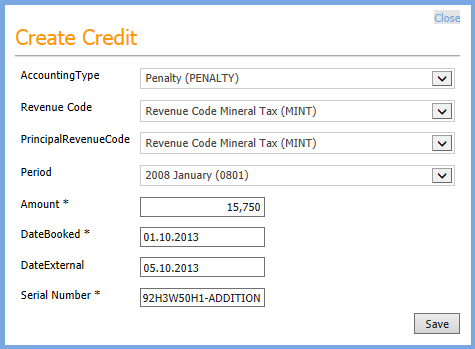 Close
Create Credit
AccountingType Penalty (PENALTY)
Revenue Code Revenue Code Mineral Tax (MINT)
PrincipalRevenueCode Revenue Code Mineral Tax (MINT)
Period 2008 January (0801)
Amount * 15,750
DateBooked * 01.10.2013
DateExternal 05.10.2013
Serial Number * 92H3W50H1-ADDITION
Save